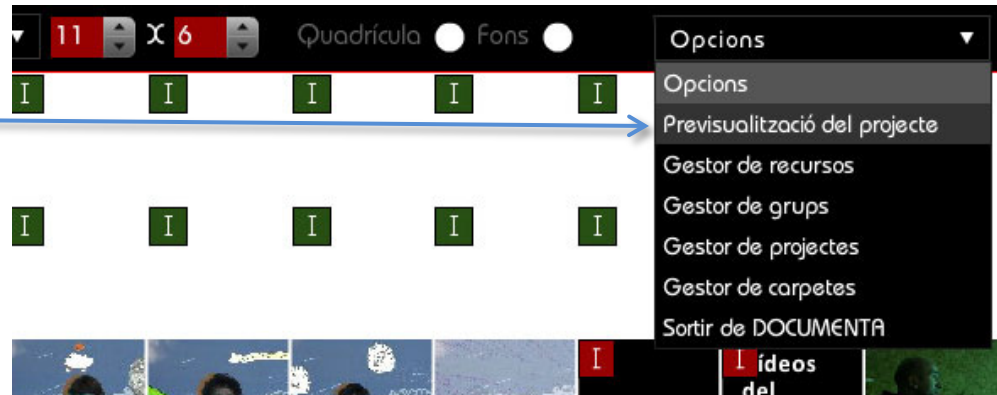 11 X 6 Quadrícula Fons Opcions
I I I I I
Opcions
Previsualització del projecte
Gestor de recursos
I I I I I
Gestor de grups
Gestor de projectes
Gestor de carpetes
Sortir de DOCUMENTA
I I ídeos
del